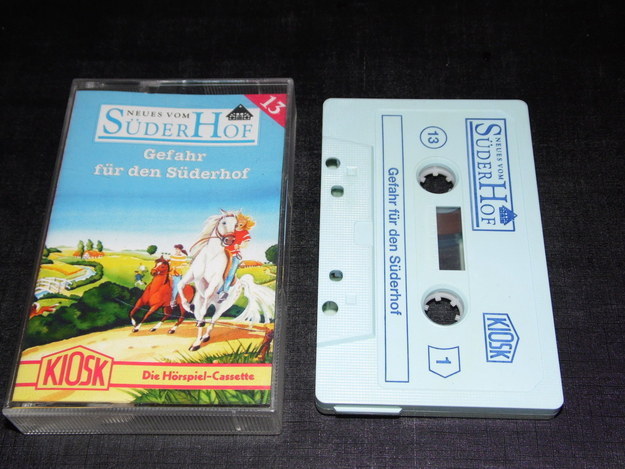 13
NEUES VOM
SÜDERHOF
Gefahr
für den Süderhof
KIOSK
Die Hörspiel-Cassette
NEUES VOM
SÜDERHOF
13
Gefahr für den Süderhof
KIOSK
1